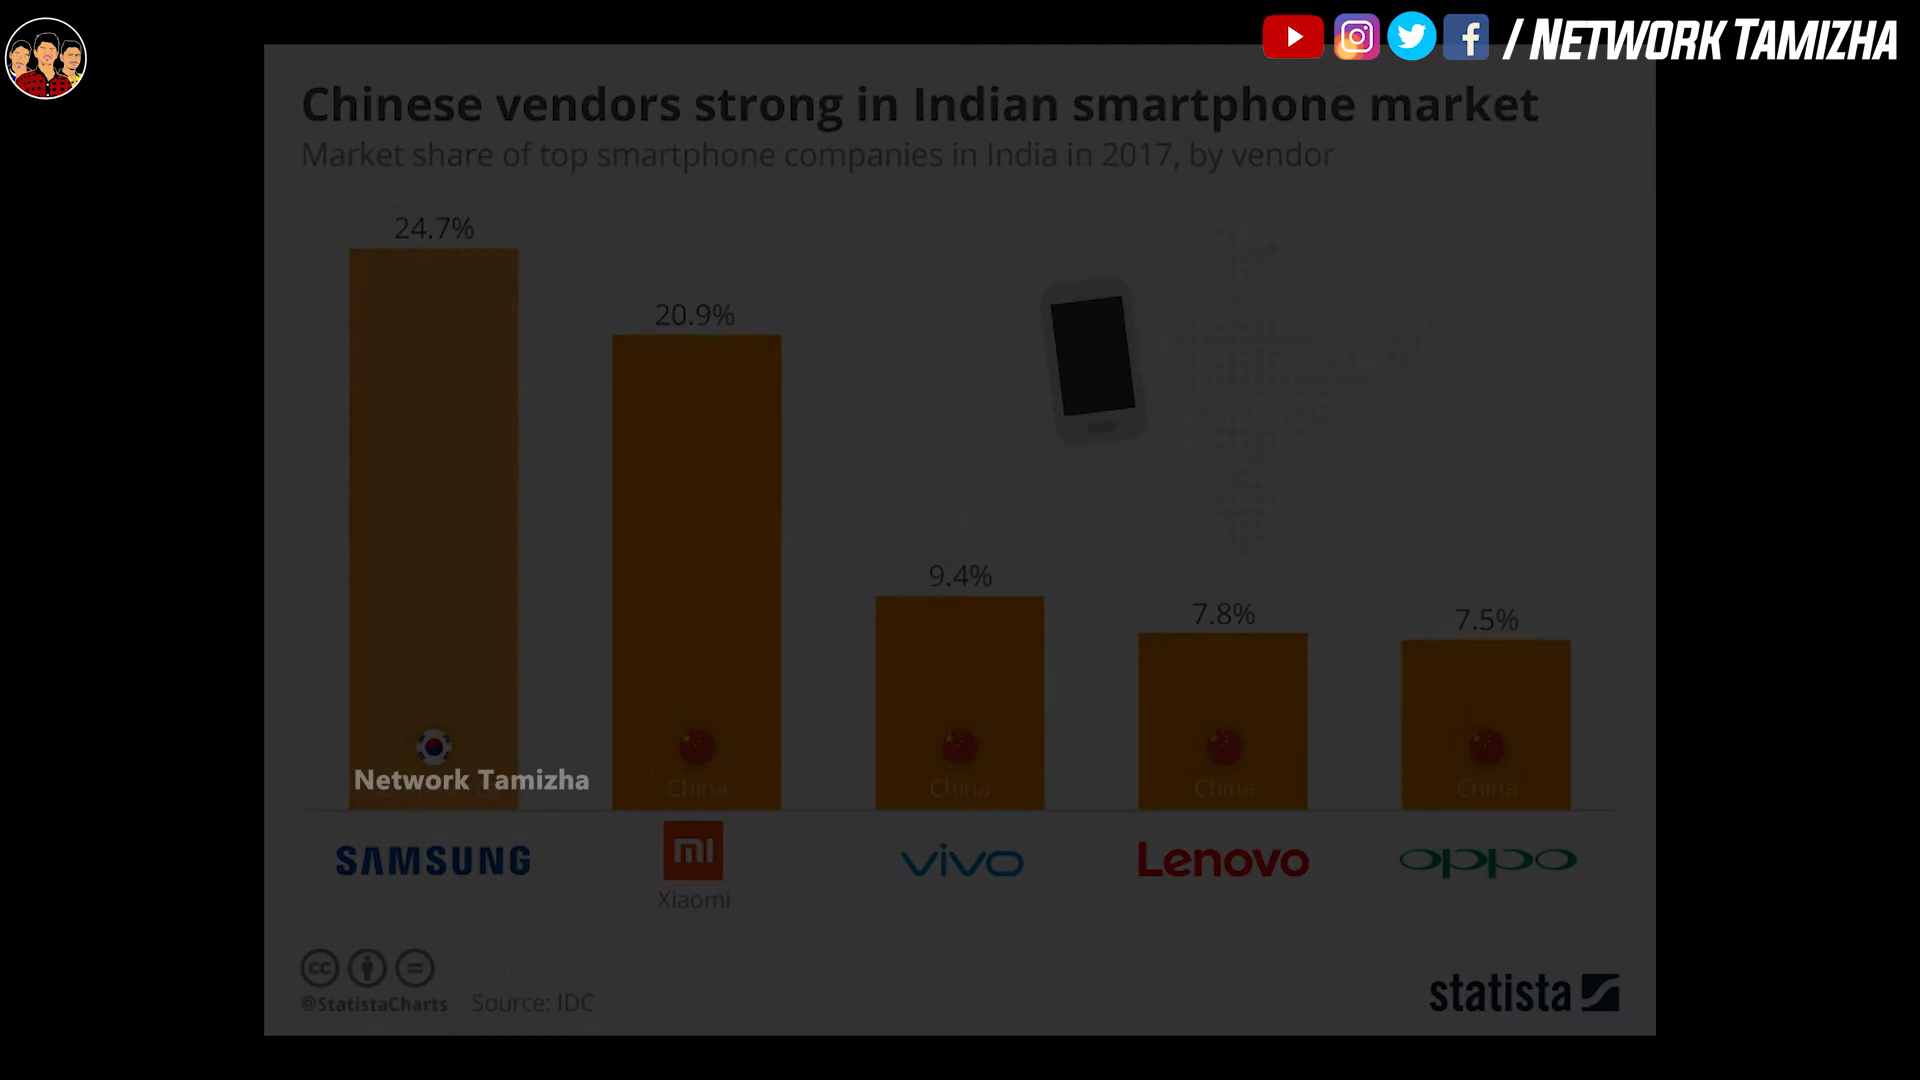 / NETWORK TAMIZHA
Chinese vendors strong in Indian smartphone market
Market share of top smartphone companies in India in 2017, by vendor
24.7%
20.9%
9.4%
7.8%
7.5%
Network Tamizha
China
China
China
China
SAMSUNG
mi
vivo
Lenovo
oppo
Xiaomi
cc
@StatistaCharts
Source: IDC
statista